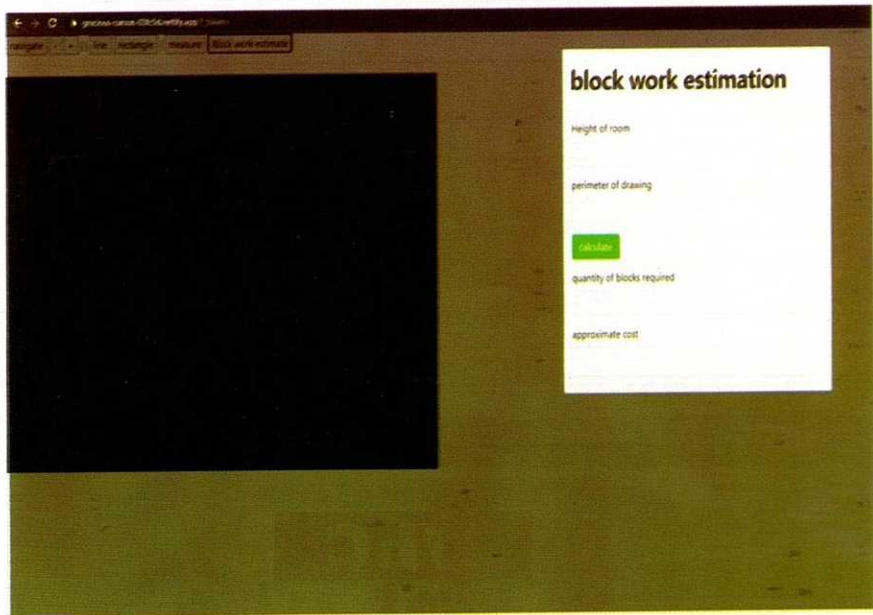 navigate - + line rectangle measure Block work estimate
block work estimation
Height of room
perimeter of drawing
calculate
quantity of blocks required
approximate cost